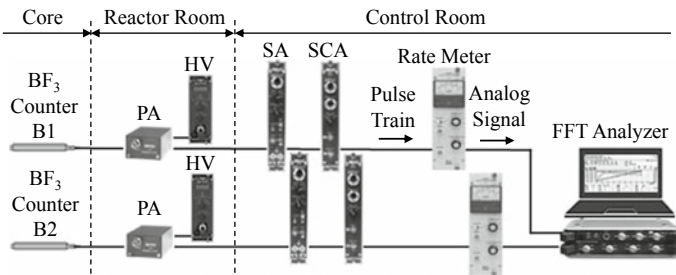 Core
Reactor Room
Control Room
BF3
Counter
B1
PA
HV
SA
SCA
Pulse
Train
Rate Meter
Analog
Signal
FFT Analyzer
BF3
Counter
B2
PA
HV